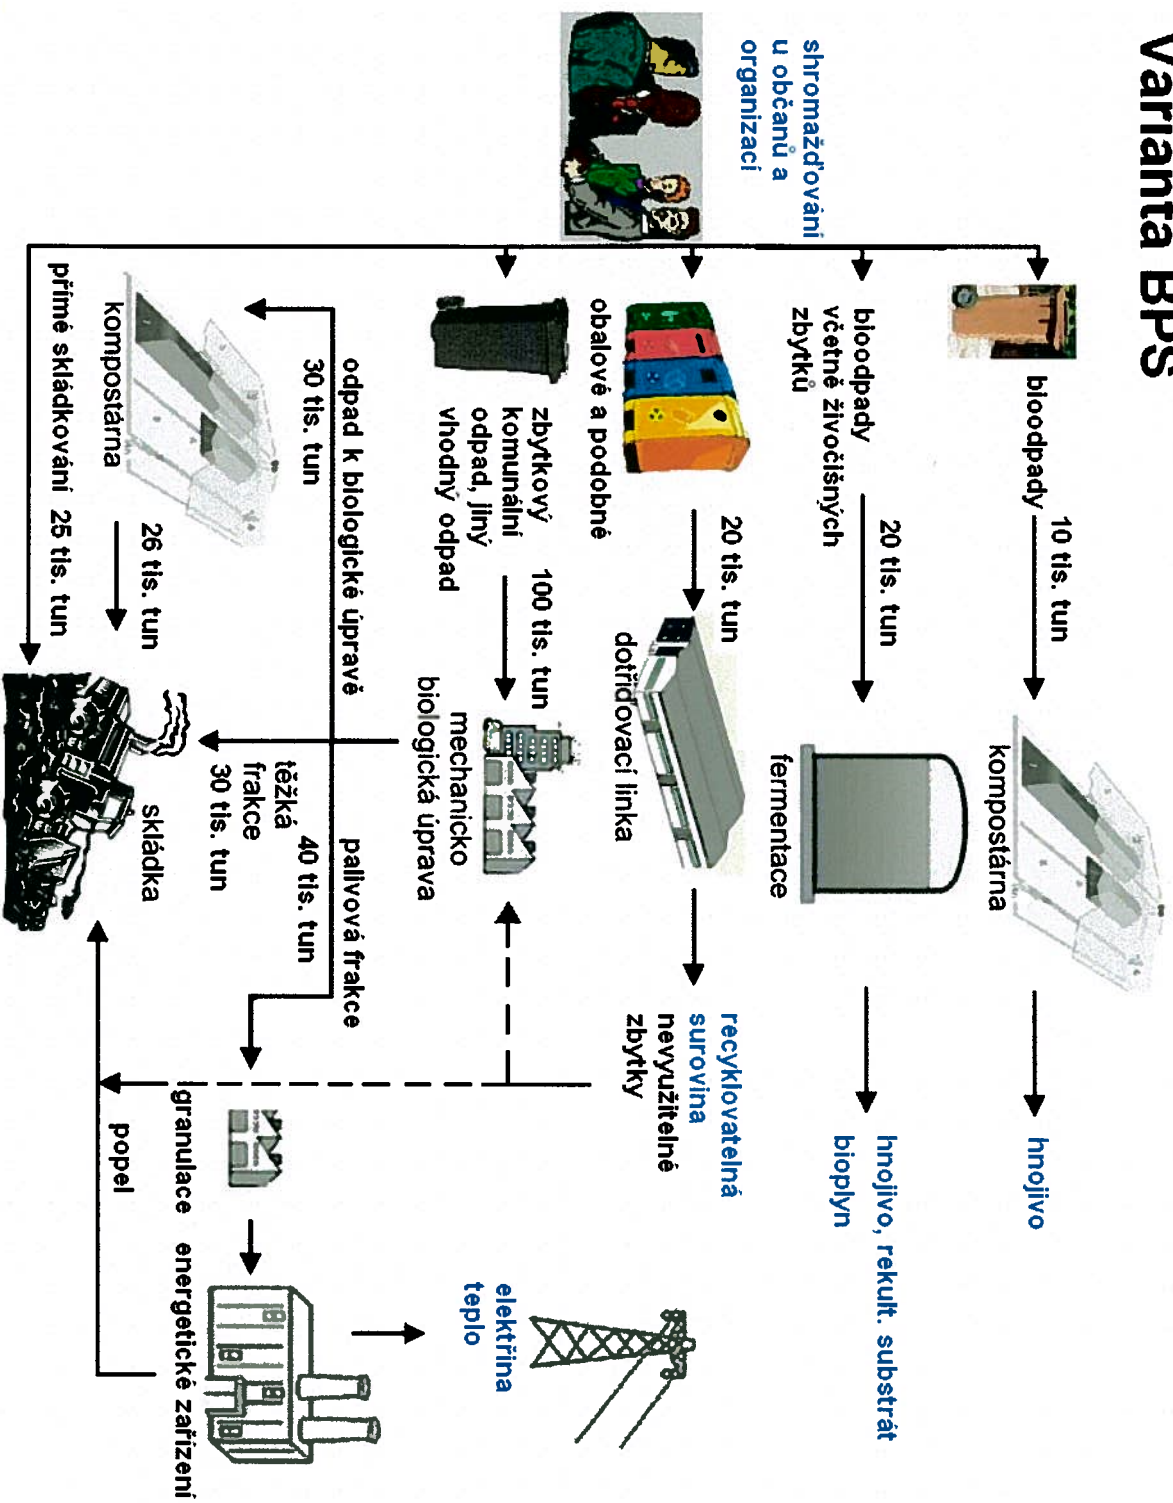 Varianta BPS
shromažďování
u občanů a
organizací
bioodpady
10 tis. tun
kompostárna
hnojivo
bioodpady
včetně živočišných
zbytků
20 tis. tun
fermentace
hnojivo, rekult. substrát
bioplyn
obalové a podobné
20 tis. tun
dotřiďovací linka
recyklovatelná
surovina
nevyužitelné
zbytky
zbytkový
komunální
odpad, jiný
vhodný odpad
100 tis. tun
mechanicko
biologická úprava
elektřina
teplo
odpad k biologické úpravě
30 tis. tun
palivová frakce
40 tis. tun
těžká
frakce
30 tis. tun
granulace
energetické zařízení
kompostárna
26 tis. tun
skládka
popel
přímé skládkování 25 tis. tun